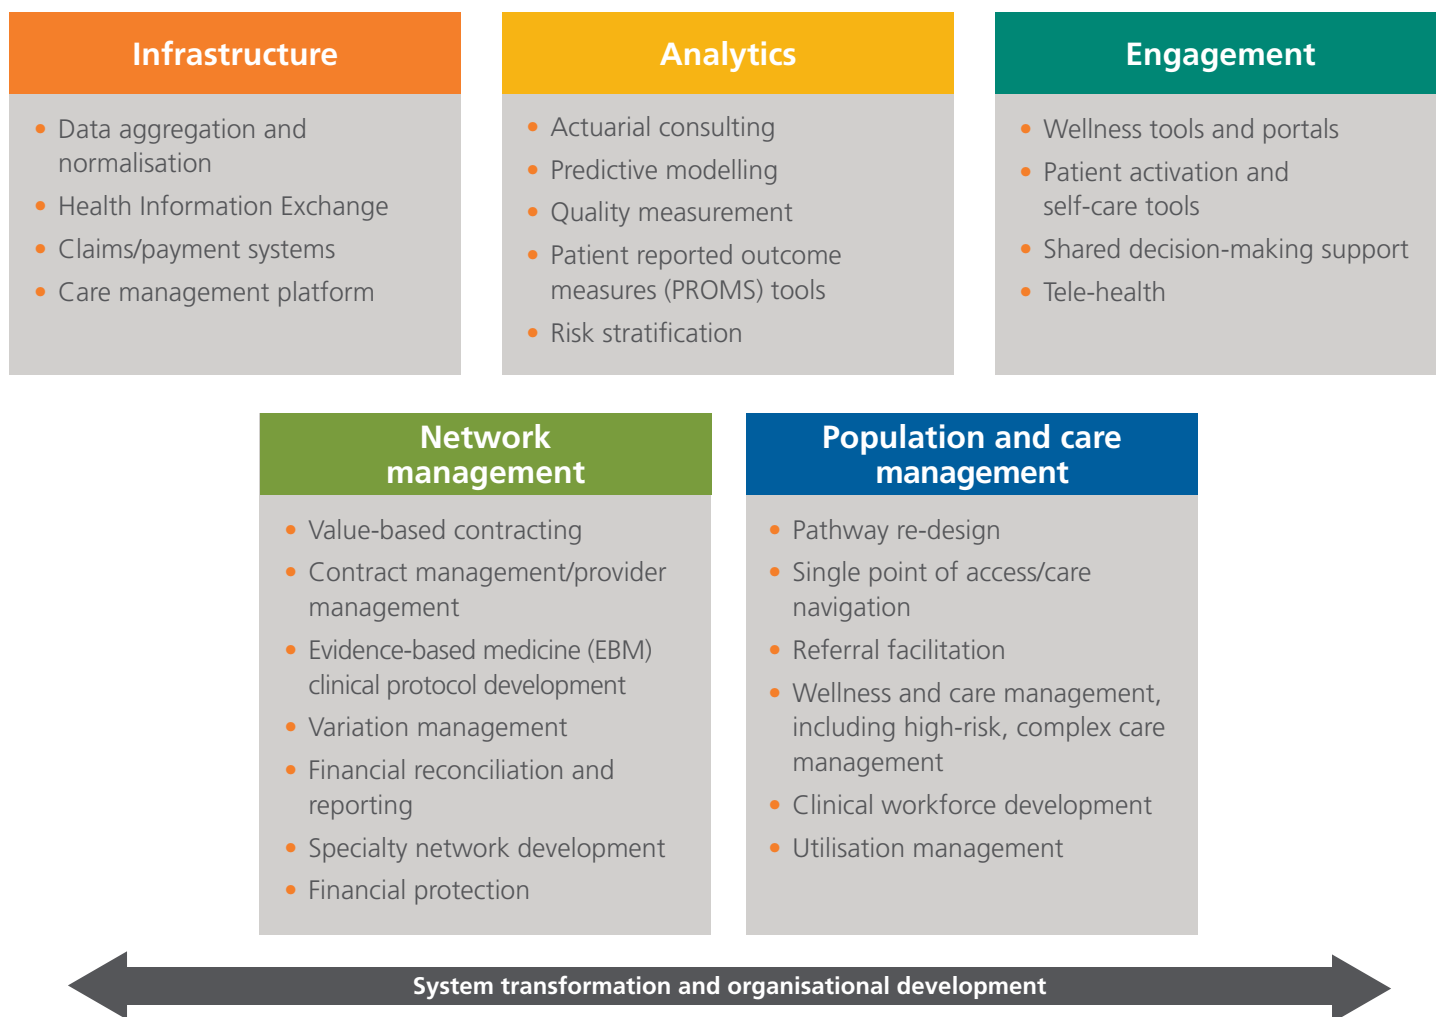 Infrastructure
• Data aggregation and
normalisation
• Health Information Exchange
• Claims/payment systems
• Care management platform
Analytics
• Actuarial consulting
• Predictive modelling
• Quality measurement
• Patient reported outcome
measures (PROMS) tools
• Risk stratification
Engagement
• Wellness tools and portals
• Patient activation and
self-care tools
• Shared decision-making support
• Tele-health
Network
management
• Value-based contracting
• Contract management/provider
management
• Evidence-based medicine (EBM)
clinical protocol development
• Variation management
• Financial reconciliation and
reporting
• Specialty network development
• Financial protection
Population and care
management
• Pathway re-design
• Single point of access/care
navigation
• Referral facilitation
• Wellness and care management,
including high-risk, complex care
management
• Clinical workforce development
• Utilisation management
System transformation and organisational development